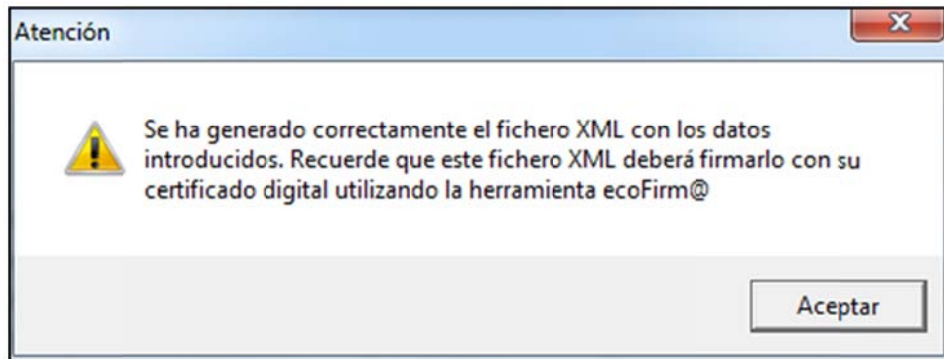 Atención
Se ha generado correctamente el fichero XML con los datos
introducidos. Recuerde que este fichero XML deberá firmarlo con su
certificado digital utilizando la herramienta ecoFirm@
Aceptar